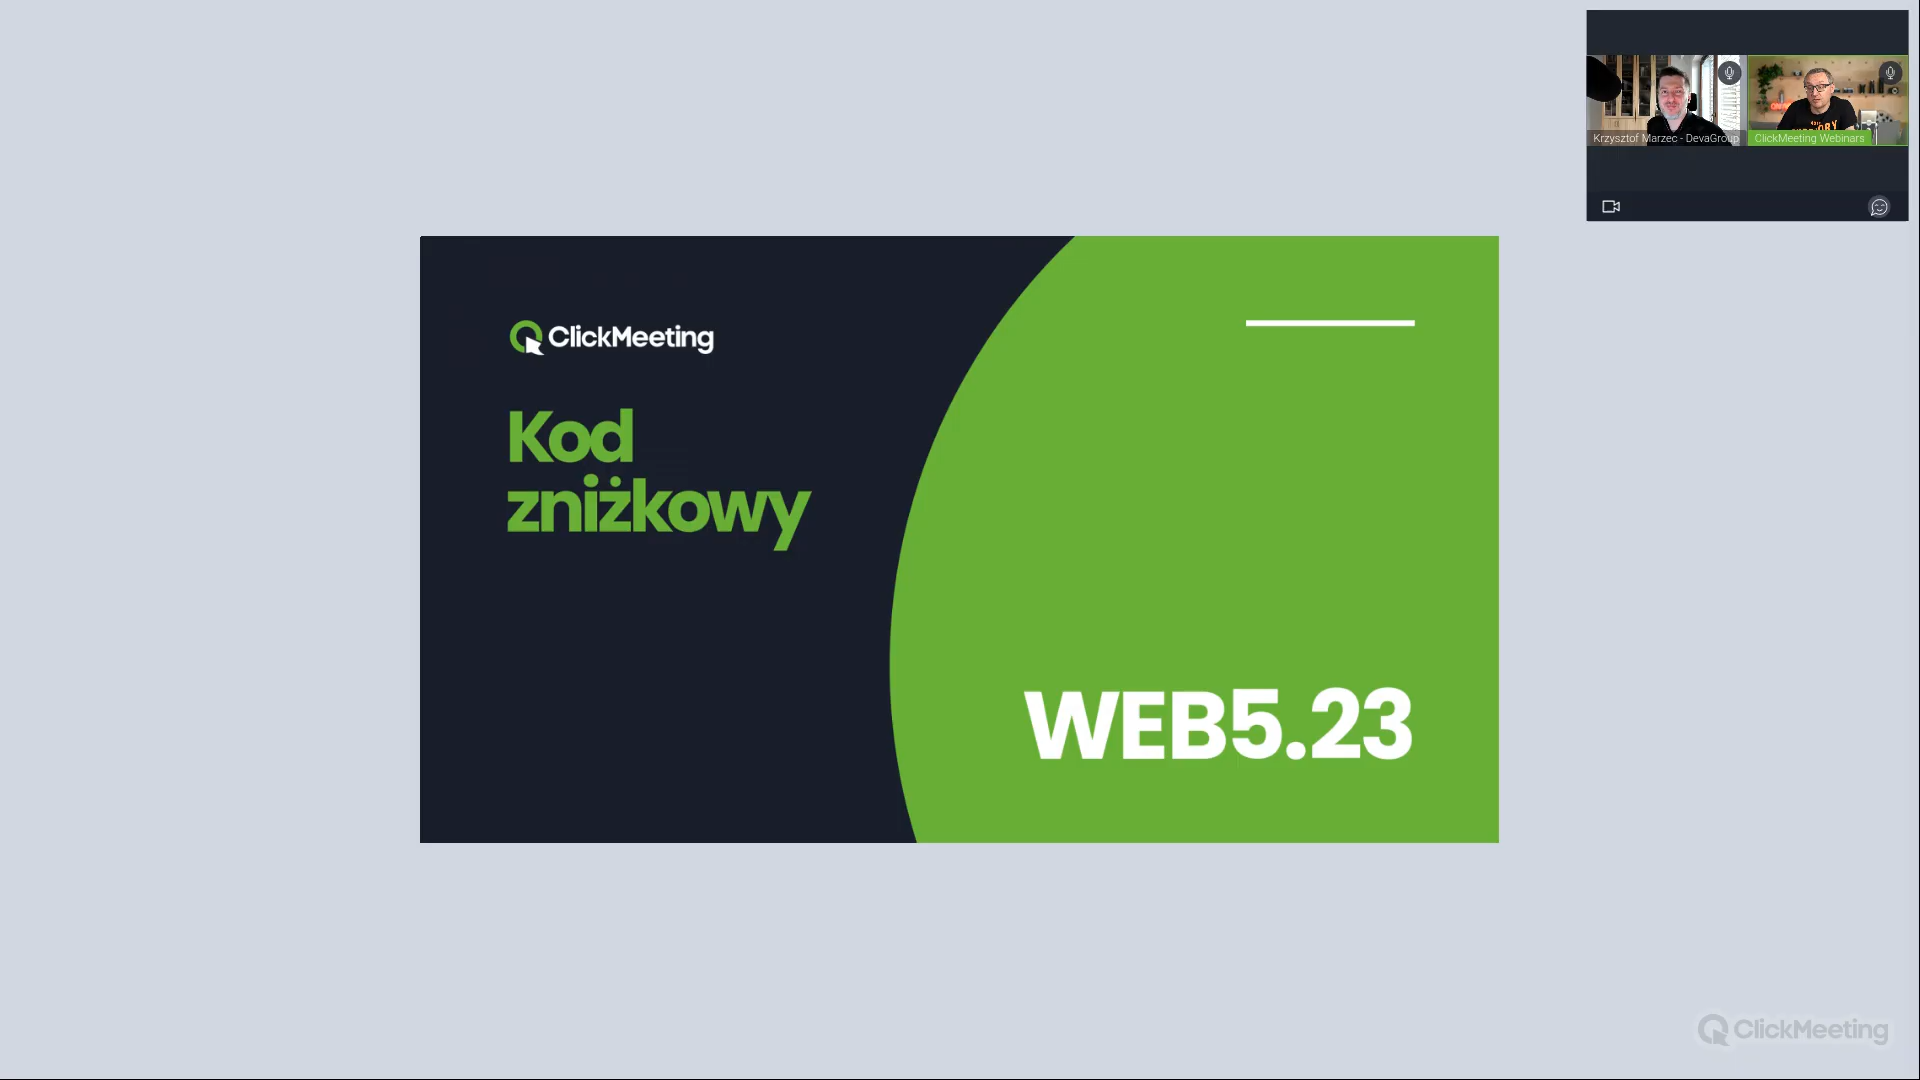 Krzysztof Marzec - DevaGroup
ClickMeeting Webinars
ClickMeeting
Kod
zniżkowy
WEB5.23
ClickMeeting